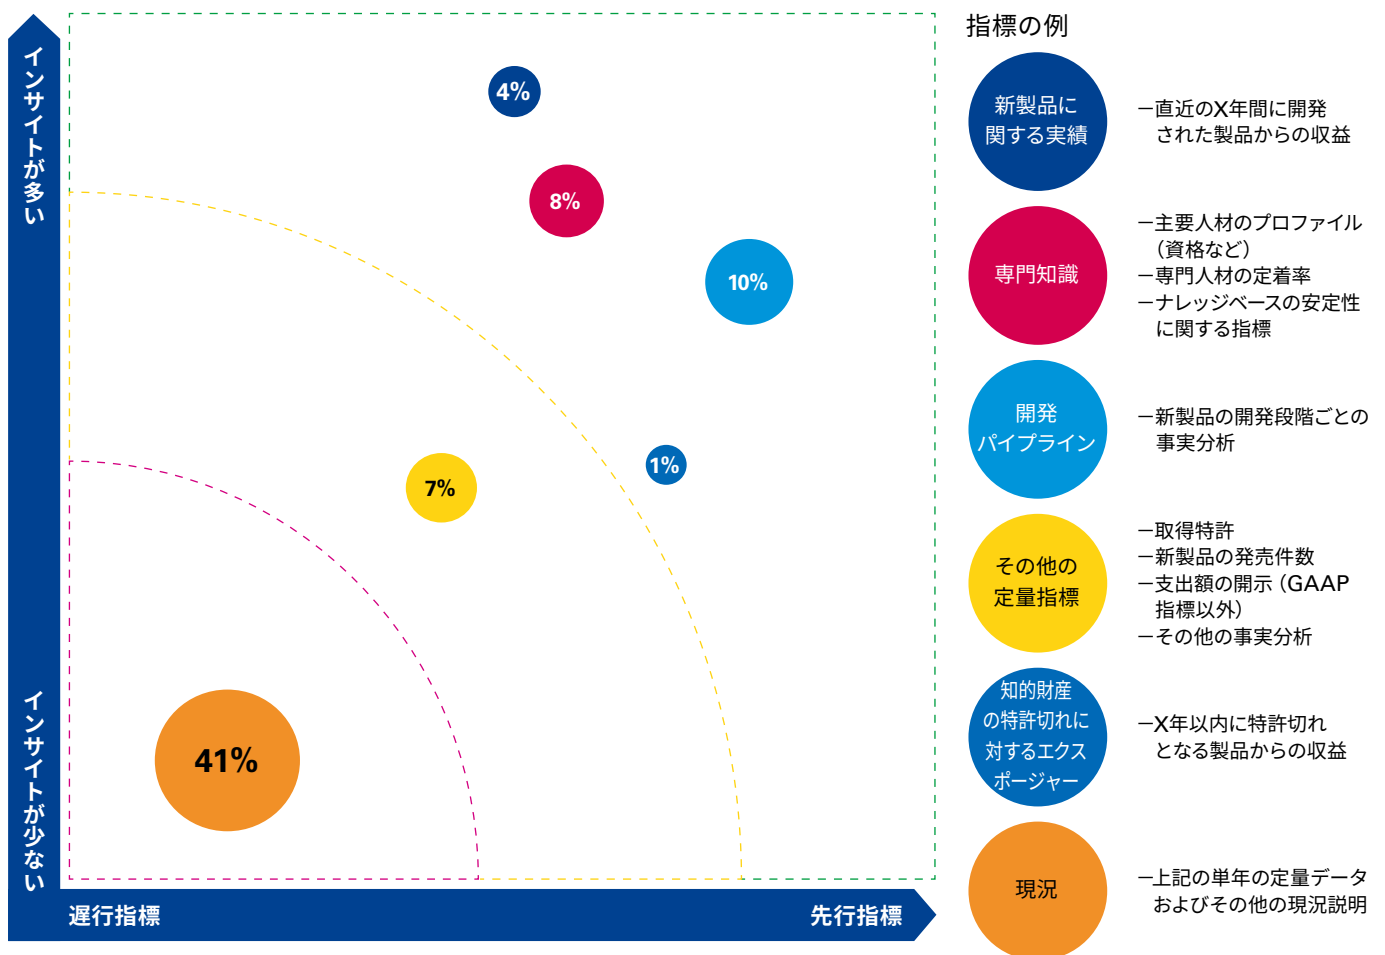 インサイトが多い
インサイトが少ない
4%
8%
10%
1%
7%
41%
遅行指標
先行指標
指標の例
新製品に
関する実績
－直近のX年間に開発
された製品からの収益
専門知識
－主要人材のプロファイル
（資格など）
－専門人材の定着率
－ナレッジベースの安定性
に関する指標
開発
パイプライン
－新製品の開発段階ごとの
事実分析
その他の
定量指標
－取得特許
－新製品の発売件数
－支出額の開示（GAAP
指標以外）
－その他の事実分析
知的財産
の特許切れに
対するエクス
ポージャー
－X年以内に特許切れ
となる製品からの収益
現況
－上記の単年の定量データ
およびその他の現況説明